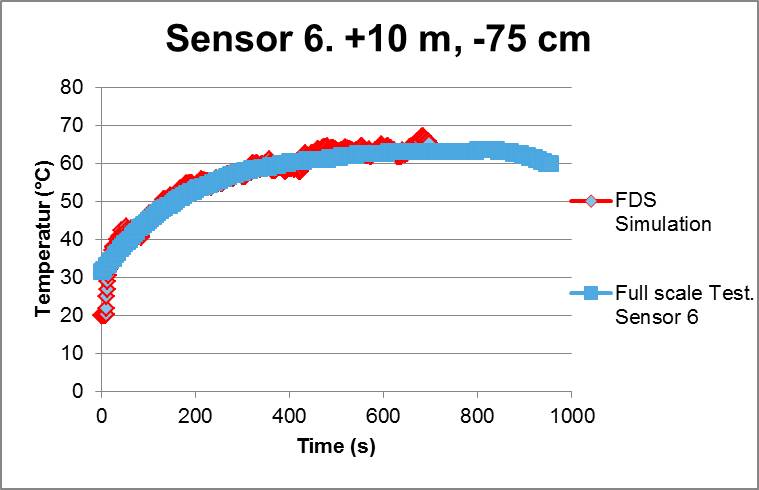 Sensor 6. +10 m, -75 cm
80
70
60
50
40
30
20
10
0
Temperatur (°C)
0 200 400 600 800 1000
Time (s)
FDS
Simulation
Full scale Test.
Sensor 6